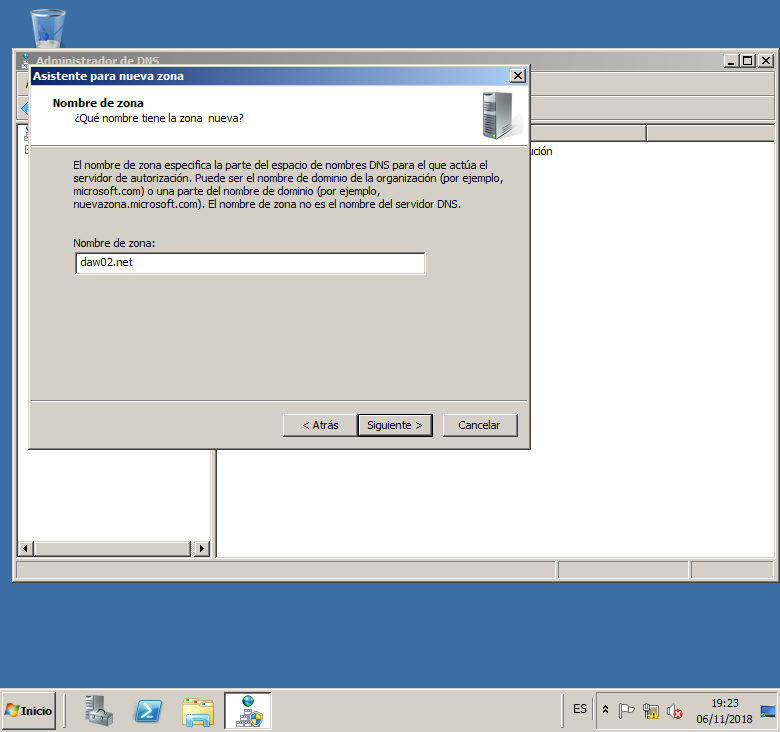 Administrador de DNS
Asistente para nueva zona
Nombre de zona
¿Qué nombre tiene la zona nueva?
ución
El nombre de zona especifica la parte del espacio de nombres DNS para el que actúa el
servidor de autorización. Puede ser el nombre de dominio de la organización (por ejemplo,
microsoft.com) o una parte del nombre de dominio (por ejemplo,
nuevazona.microsoft.com). El nombre de zona no es el nombre del servidor DNS.
Nombre de zona:
daw02.net
< Atrás
Siguiente >
Cancelar
Inicio
ES
19:23
06/11/2018